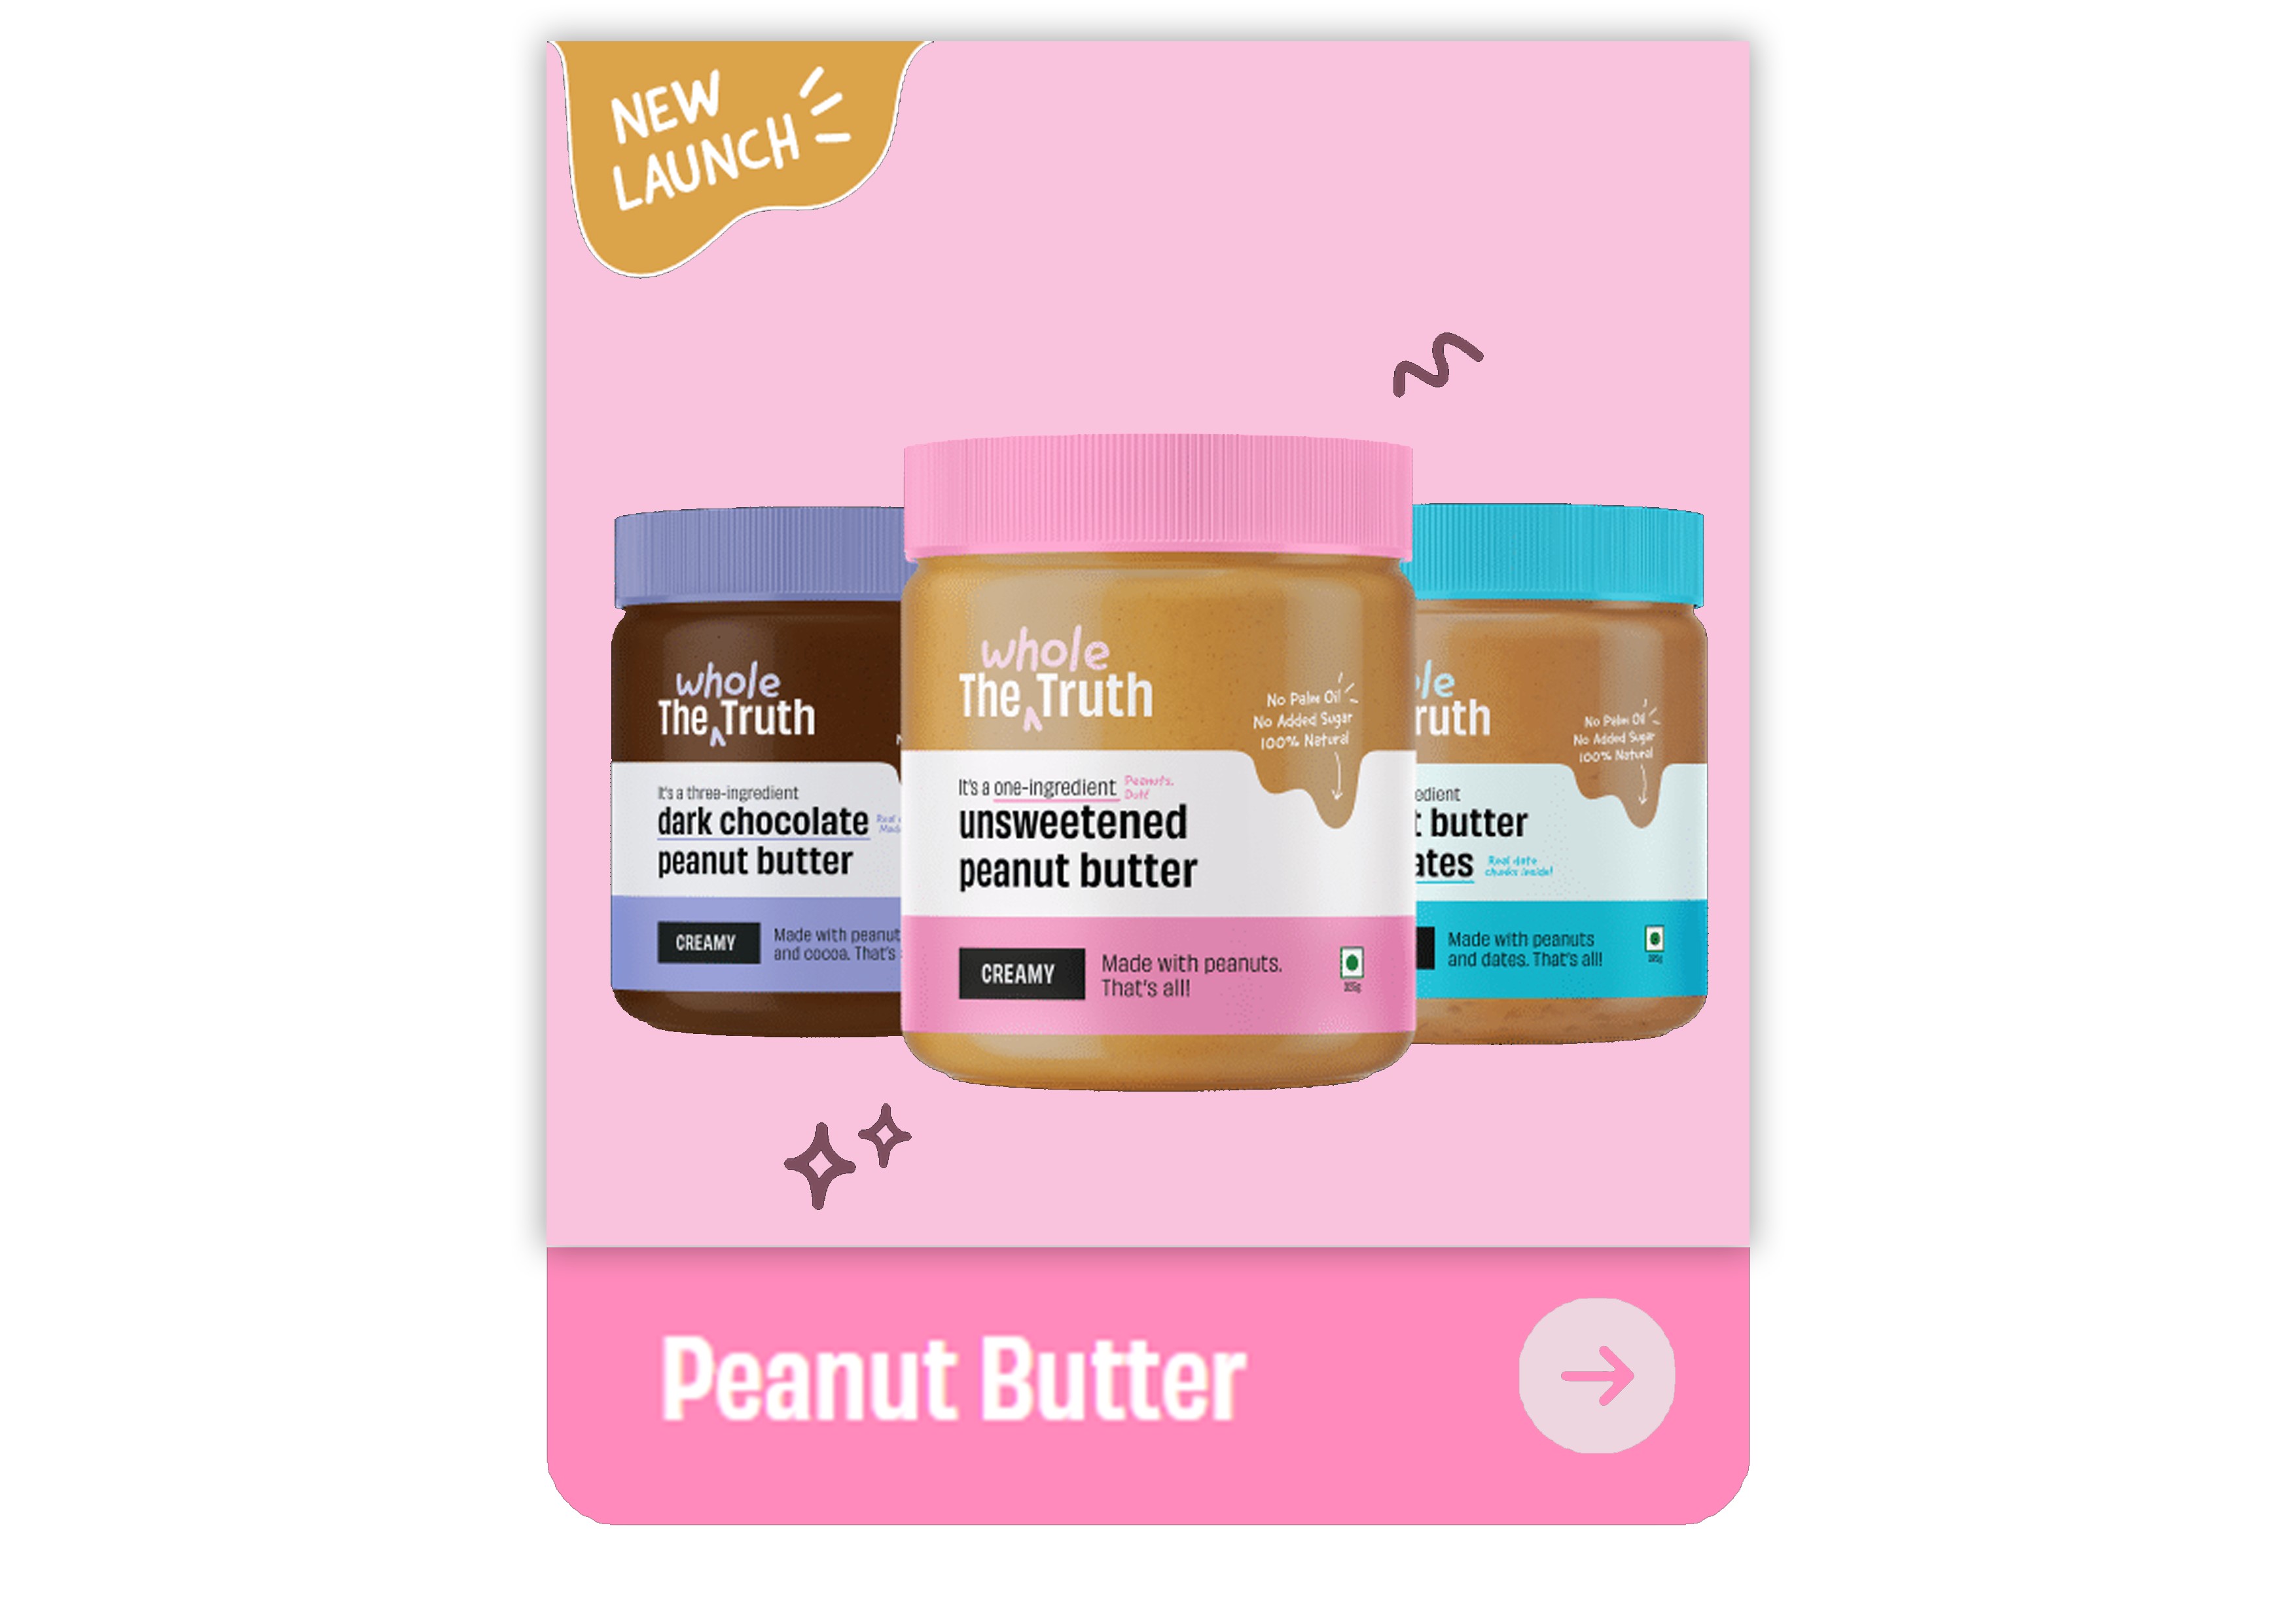 NEW
LAUNCH
whole
The Truth
It's a three-ingredient
dark chocolate
peanut butter
CREAMY
Made with peanut
and cocoa. That's
whole
The Truth
No Palm Oil
No Added Sugar
100% Natural
It's a one-ingredient
Peanuts.
Duh!
unsweetened
peanut butter
CREAMY
Made with peanuts.
That's all!
le
ruth
No Palm Oil
No Added Sugar
100% Natural
edient
t butter
ates
Real date
chunks inside!
Made with peanuts
and dates. That's all!
Peanut Butter